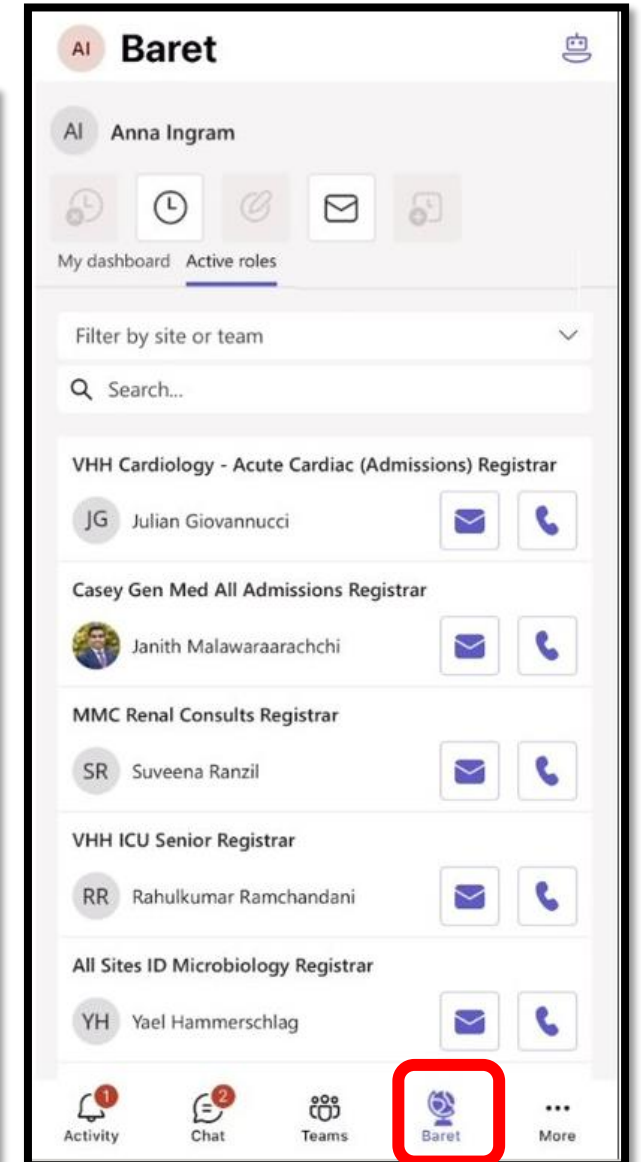 AI Baret
AI Anna Ingram
My dashboard Active roles
Filter by site or team
Search...
VHH Cardiology - Acute Cardiac (Admissions) Registrar
JG Julian Giovannucci
Casey Gen Med All Admissions Registrar
Janith Malawaraarachchi
MMC Renal Consults Registrar
SR Suveena Ranzil
VHH ICU Senior Registrar
RR Rahulkumar Ramchandani
All Sites ID Microbiology Registrar
YH Yael Hammerschlag
1 2
Activity Chat Teams Baret More